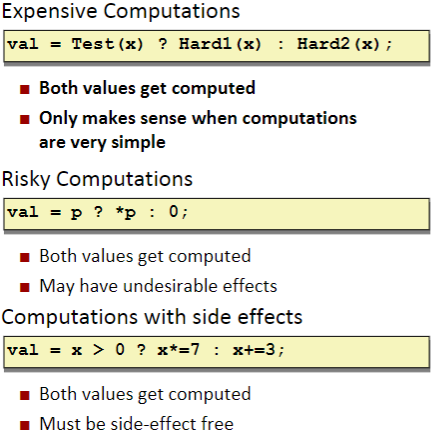 Expensive Computations
val = Test(x) ? Hard1(x) : Hard2(x);
Both values get computed
Only makes sense when computations
are very simple
Risky Computations
val = p ? *p : 0;
Both values get computed
May have undesirable effects
Computations with side effects
val = x > 0 ? x*=7 : x+=3;
Both values get computed
Must be side-effect free